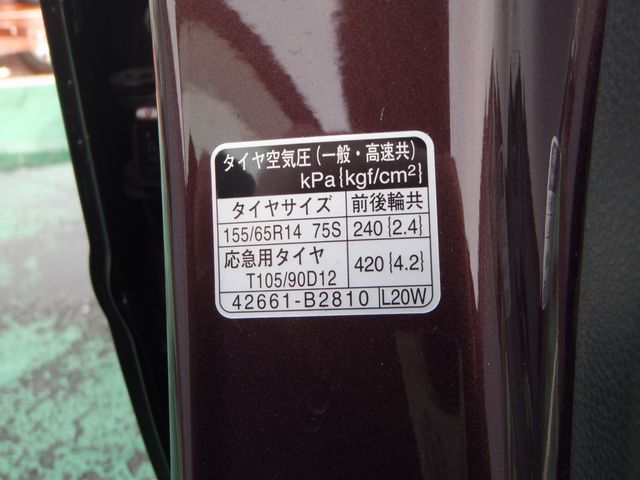 タイヤ空気圧(一般・高速共)
kPa{kgf/cm²}
タイヤサイズ 前後輪共
155/65R14 75S 240{2.4}
応急用タイヤ
T105/90D12 420{4.2}
42661-B2810 L20W